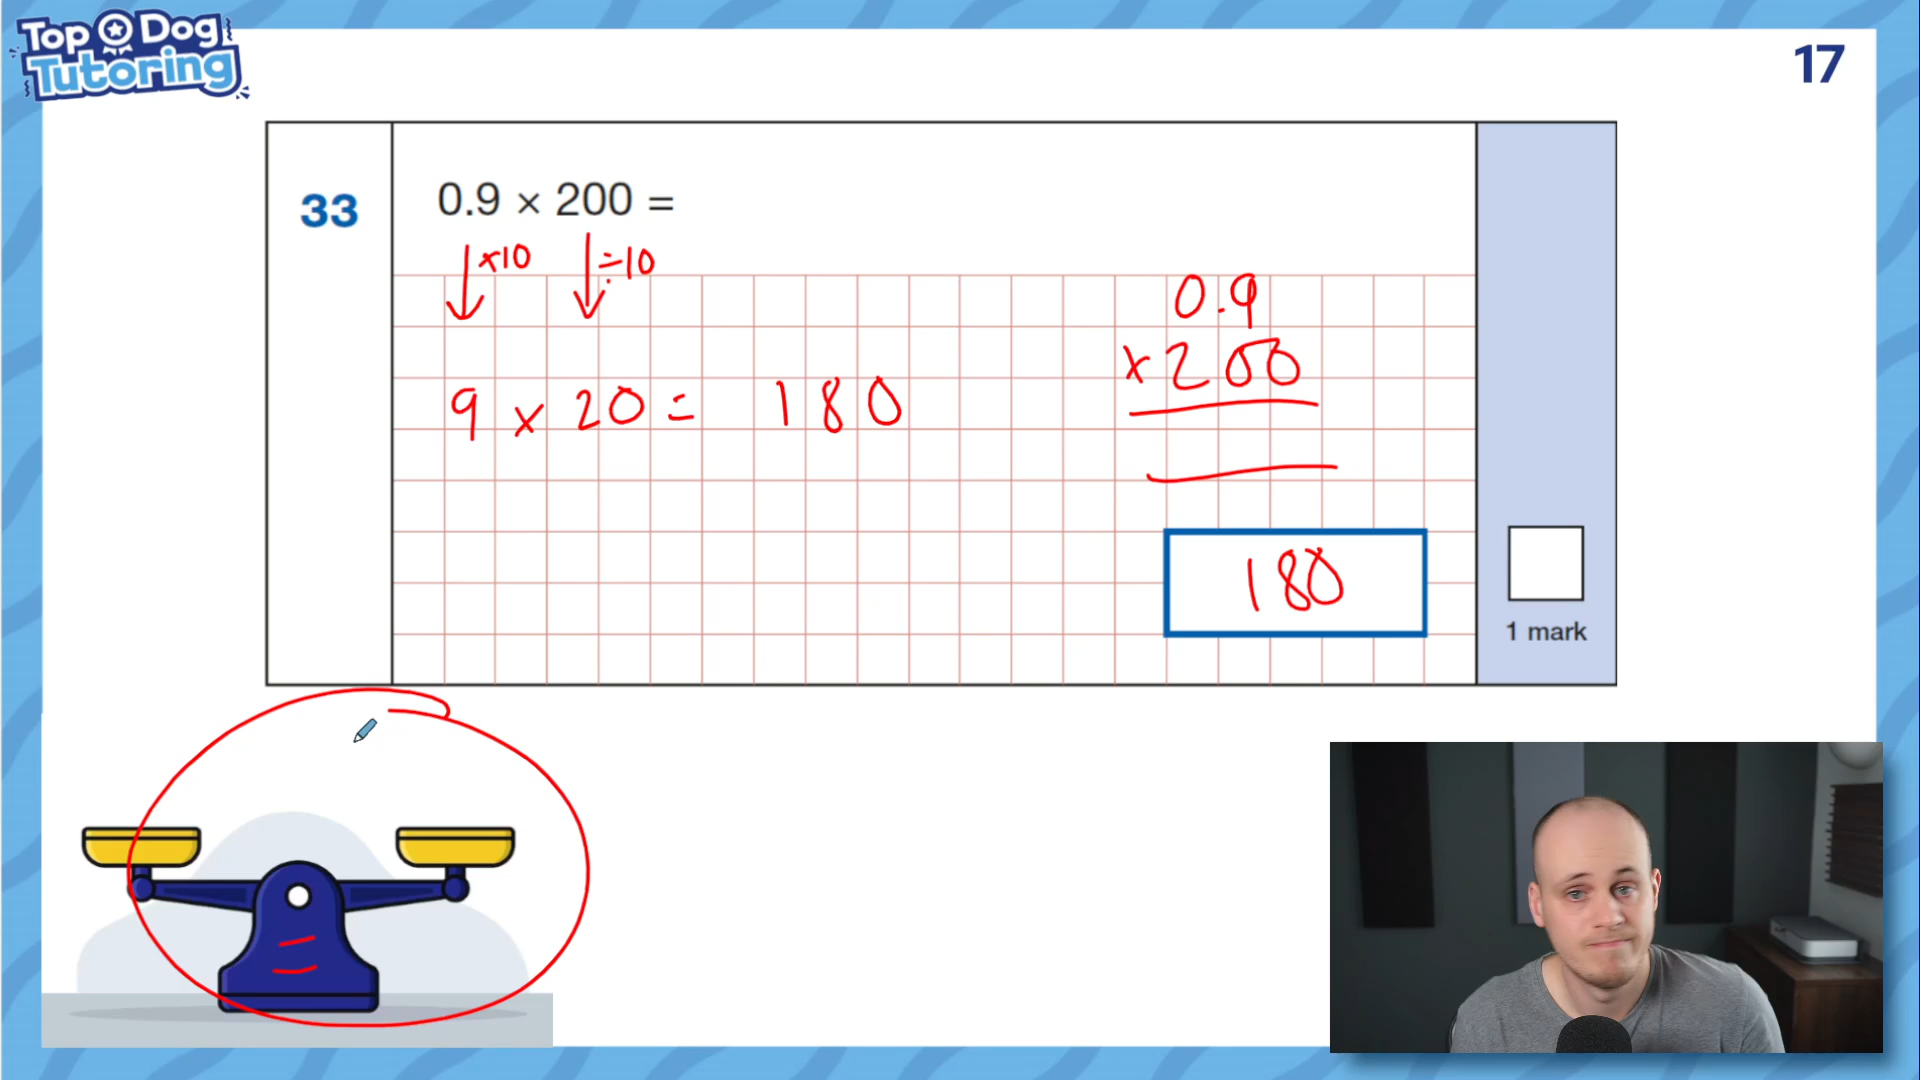 Top Dog
Tutoring
17
33
0.9 × 200 =
×10
÷10
9 × 20 = 180
0.9
×200
180
1 mark
=